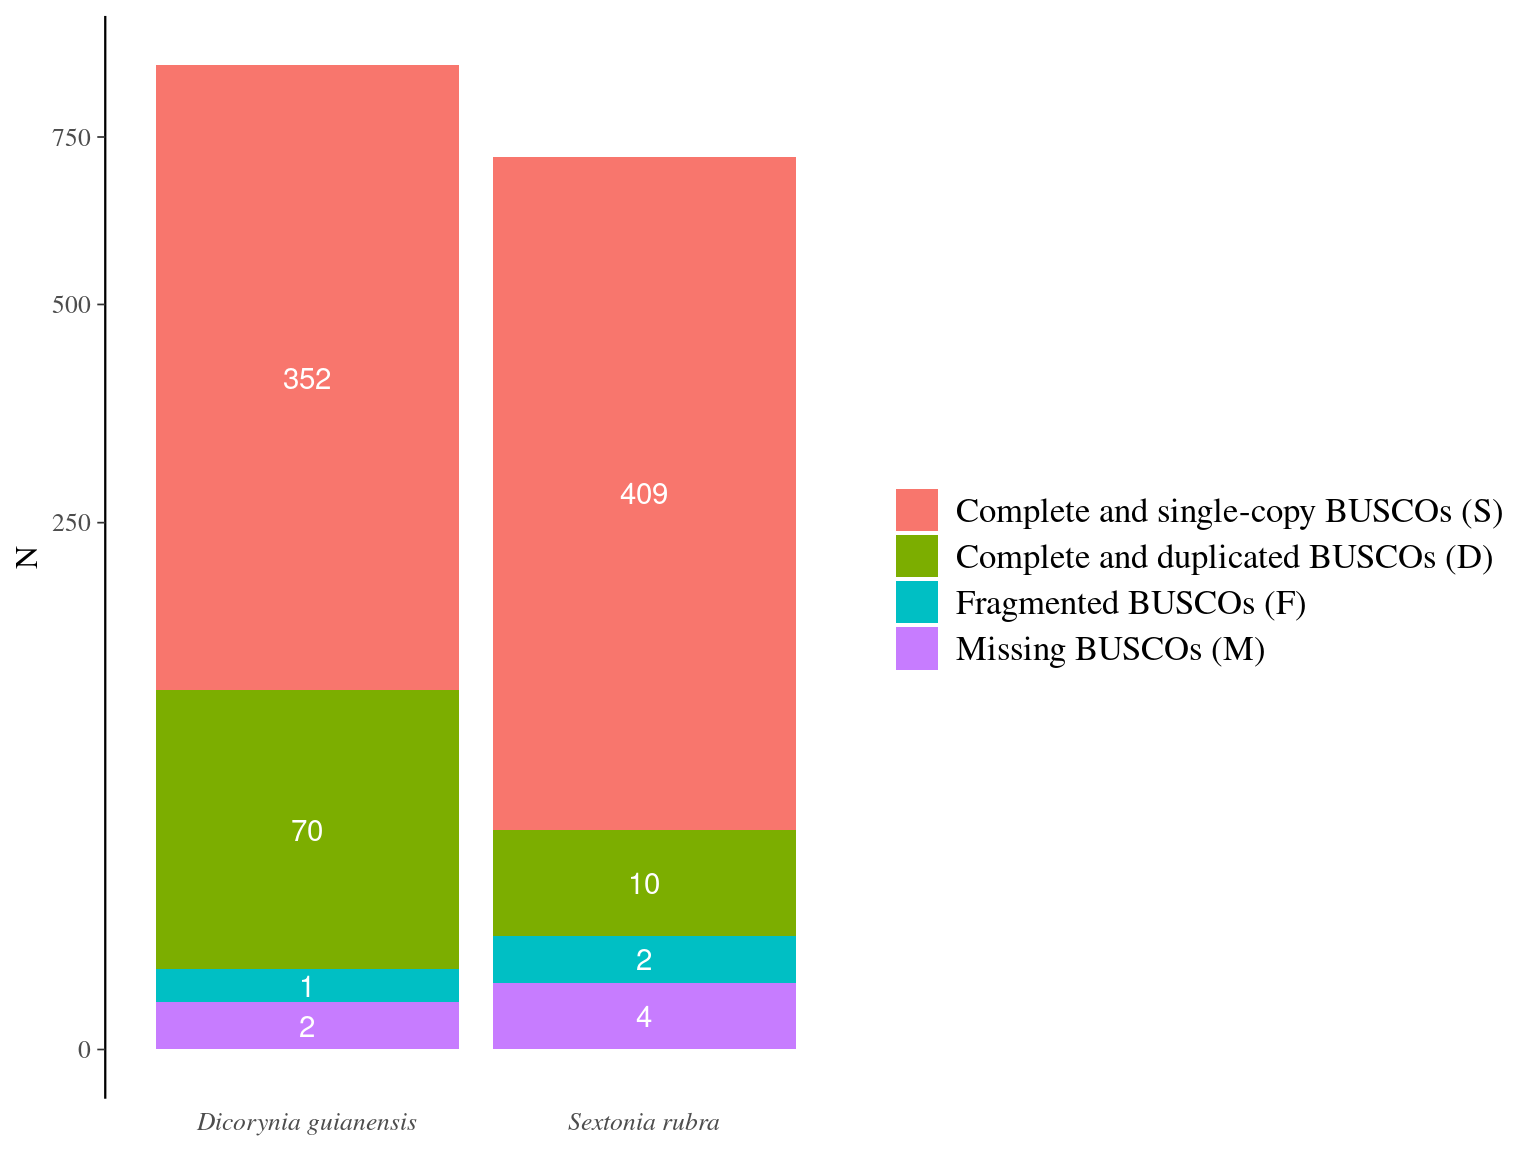 750
500
250
0
N
352
70
1
2
409
10
2
4
Dicorynia guianensis
Sextonia rubra
Complete and single-copy BUSCOs (S)
Complete and duplicated BUSCOs (D)
Fragmented BUSCOs (F)
Missing BUSCOs (M)